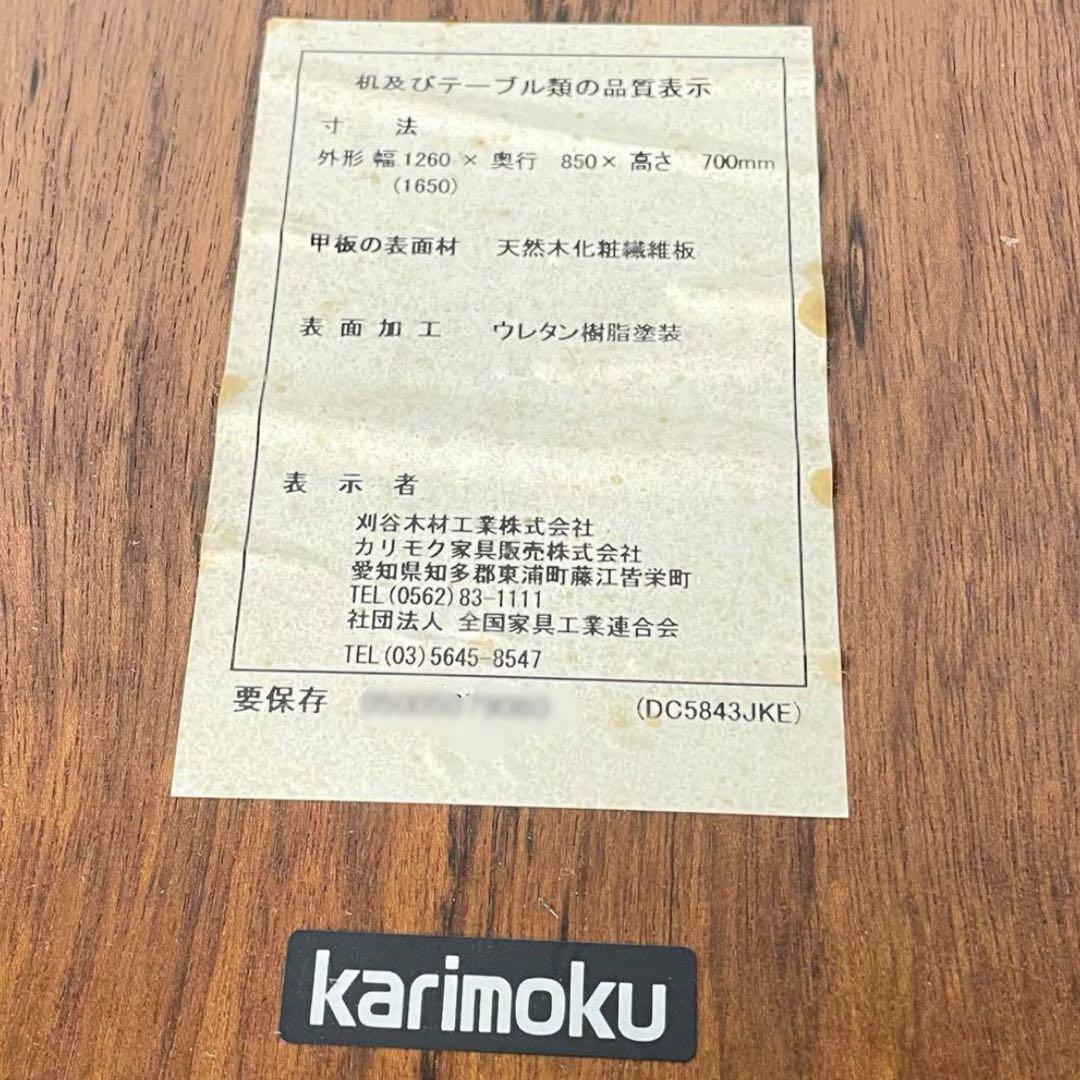 机及びテーブル類の品質表示
寸 法
外形 幅1260 × 奥行 850× 高さ 700mm
(1650)
甲板の表面材 天然木化粧繊維板
表面加工 ウレタン樹脂塗装
表示者
刈谷木材工業株式会社
カリモク家具販売株式会社
愛知県知多郡東浦町藤江皆栄町
TEL(0562)83-1111
社団法人 全国家具工業連合会
TEL(03)5645-8547
要保存 (DC5843JKE)
karimoku